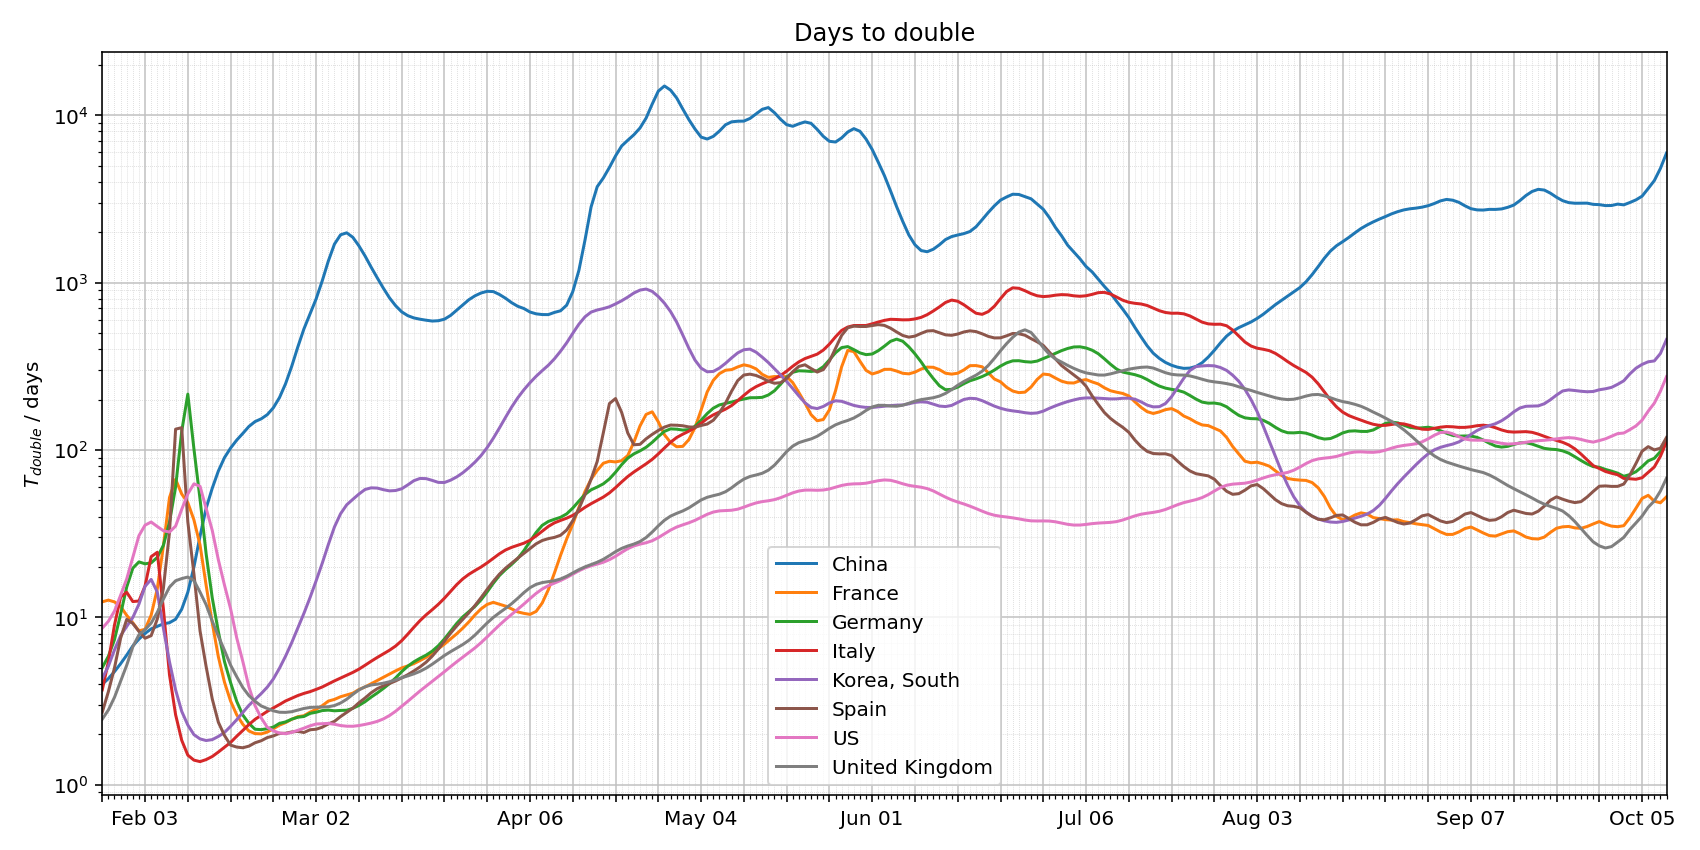 Days to double
T_double / days
10⁴
10³
10²
10¹
10⁰
Feb 03
Mar 02
Apr 06
May 04
Jun 01
Jul 06
Aug 03
Sep 07
Oct 05
China
France
Germany
Italy
Korea, South
Spain
US
United Kingdom